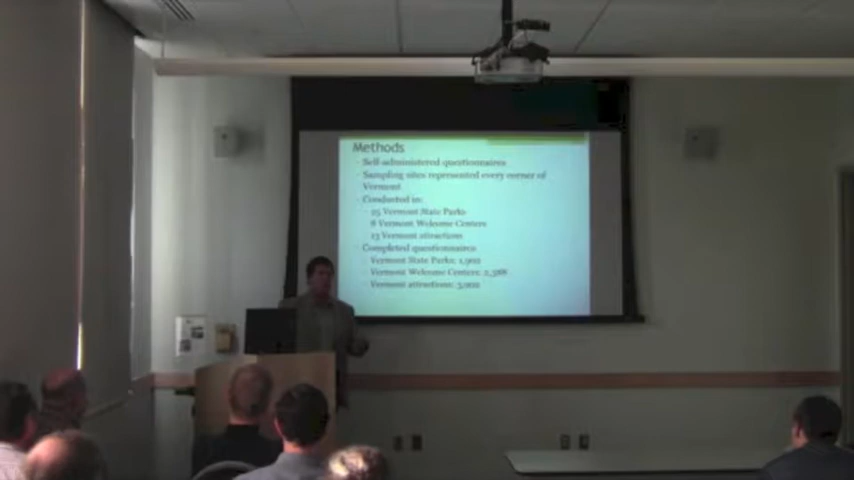 Methods
Self-administered questionnaires
Sampling sites represented every corner of
Vermont
Conducted in:
25 Vermont State Parks
8 Vermont Welcome Centers
13 Vermont attractions
Completed questionnaires
Vermont State Parks:
Vermont Welcome Centers:
Vermont attractions: